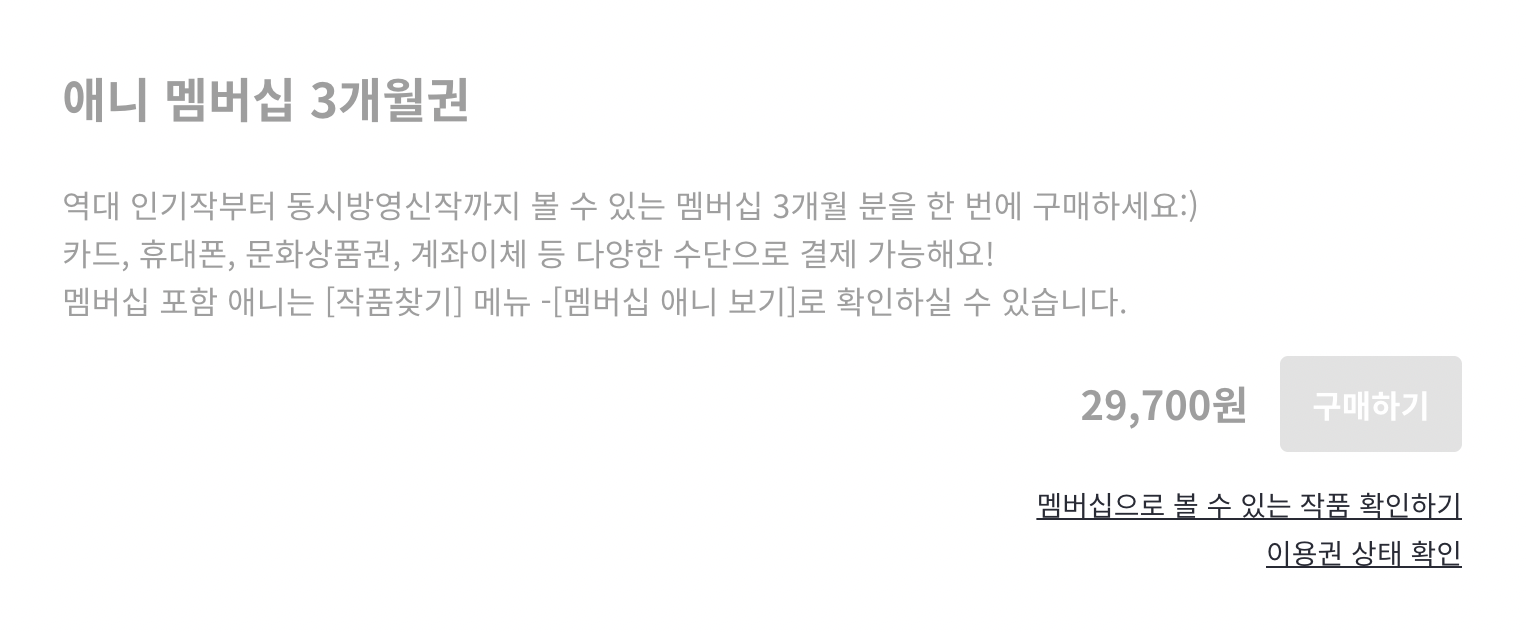 애니 멤버십 3개월권
역대 인기작부터 동시방영신작까지 볼 수 있는 멤버십 3개월 분을 한 번에 구매하세요:)
카드, 휴대폰, 문화상품권, 계좌이체 등 다양한 수단으로 결제 가능해요!
멤버십 포함 애니는 [작품찾기] 메뉴 -[멤버십 애니 보기]로 확인하실 수 있습니다.
29,700원 구매하기
멤버십으로 볼 수 있는 작품 확인하기
이용권 상태 확인